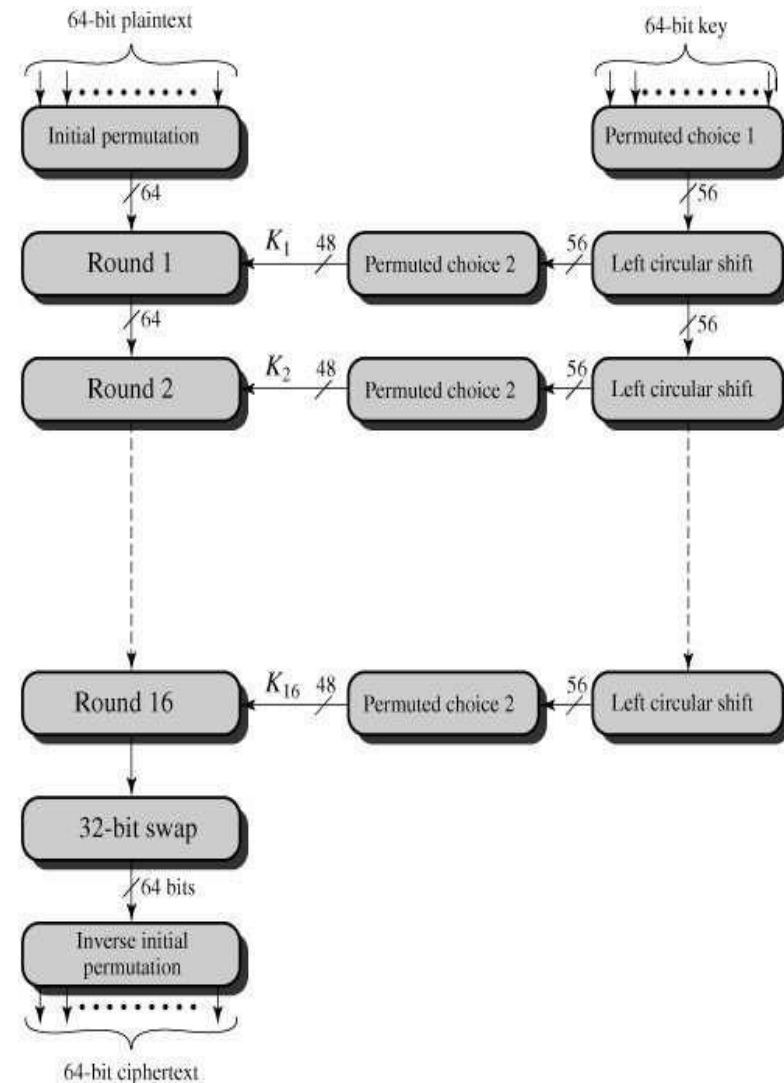 64-bit plaintext
64-bit key
Initial permutation
Permuted choice 1
64
56
Round 1
K1
48
Permuted choice 2
56
Left circular shift
64
56
Round 2
K2
48
Permuted choice 2
56
Left circular shift
Round 16
K16
48
Permuted choice 2
56
Left circular shift
32-bit swap
64 bits
Inverse initial
permutation
64-bit ciphertext